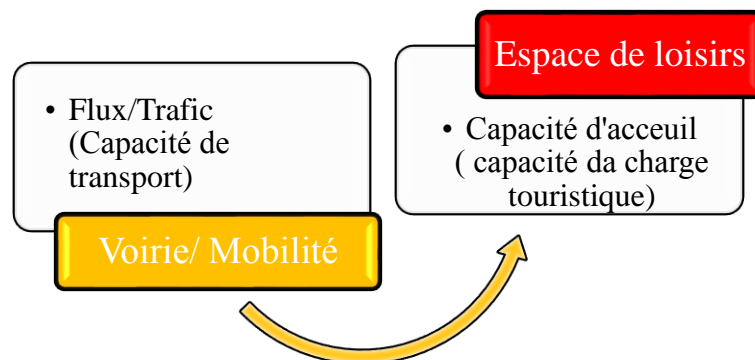 • Flux/Trafic
(Capacité de
transport)
Voirie/ Mobilité
Espace de loisirs
• Capacité d'acceuil
( capacité da charge
touristique)